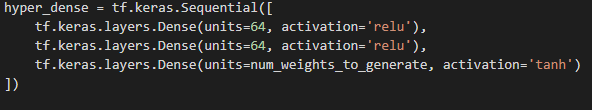 hyper_dense = tf.keras.Sequential([
    tf.keras.layers.Dense(units=64, activation='relu'),
    tf.keras.layers.Dense(units=64, activation='relu'),
    tf.keras.layers.Dense(units=num_weights_to_generate, activation='tanh')
])